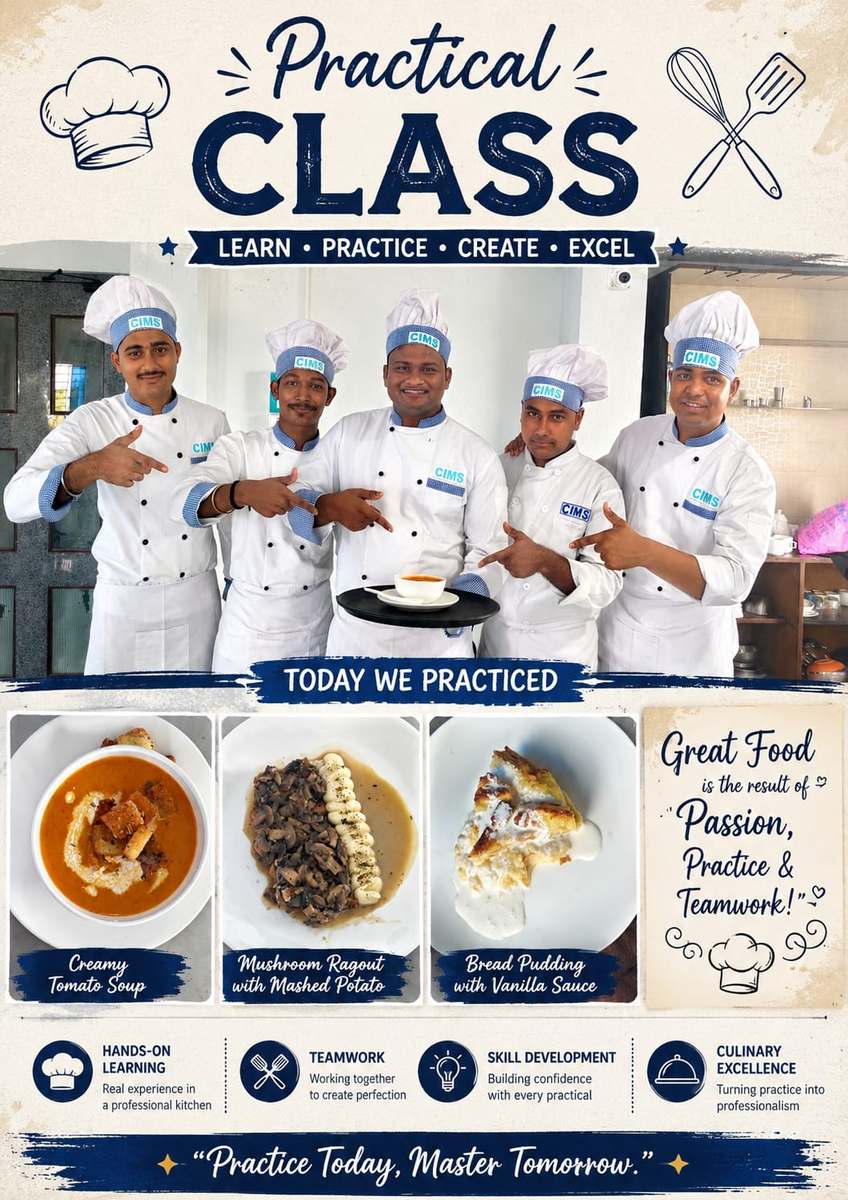 Practical
CLASS
LEARN • PRACTICE • CREATE • EXCEL
CIMS
CIMS
CIMS
CIMS
CIMS
CIMS
CIMS
CIMS
CIMS
TODAY WE PRACTICED
Creamy
Tomato Soup
Mushroom Ragout
with Mashed Potato
Bread Pudding
with Vanilla Sauce
Great Food
is the result of
"Passion,
Practice &
Teamwork!"
HANDS-ON
LEARNING
Real experience in
a professional kitchen
TEAMWORK
Working together
to create perfection
SKILL DEVELOPMENT
Building confidence
with every practical
CULINARY
EXCELLENCE
Turning practice into
professionalism
"Practice Today, Master Tomorrow."